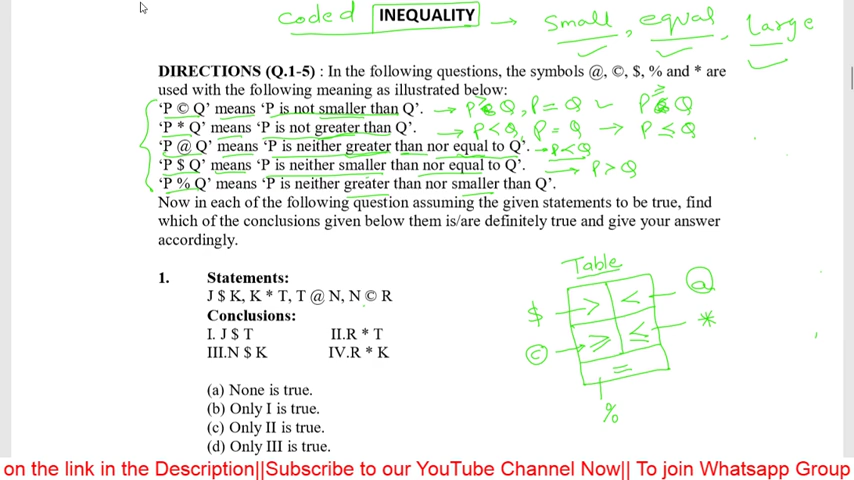 Coded INEQUALITY → Small, equal, Large
DIRECTIONS (Q.1-5) : In the following questions, the symbols @, ©, $, % and * are
used with the following meaning as illustrated below:
'P © Q' means 'P is not smaller than Q'. → P > Q, P = Q P ≥ Q
'P * Q' means 'P is not greater than Q'. → P < Q, P = Q → P ≤ Q
'P @ Q' means 'P is neither greater than nor equal to Q'. → P < Q
'P $ Q' means 'P is neither smaller than nor equal to Q'. → P > Q
'P % Q' means 'P is neither greater than nor smaller than Q'.
Now in each of the following question assuming the given statements to be true, find
which of the conclusions given below them is/are definitely true and give your answer
accordingly.
Table
1. Statements:
J $ K, K * T, T @ N, N © R
Conclusions:
I. J $ T II.R * T
III.N $ K IV.R * K
$ > < @
© ≥ ≤ *
=
%
(a) None is true.
(b) Only I is true.
(c) Only II is true.
(d) Only III is true.
on the link in the Description||Subscribe to our YouTube Channel Now|| To join Whatsapp Group